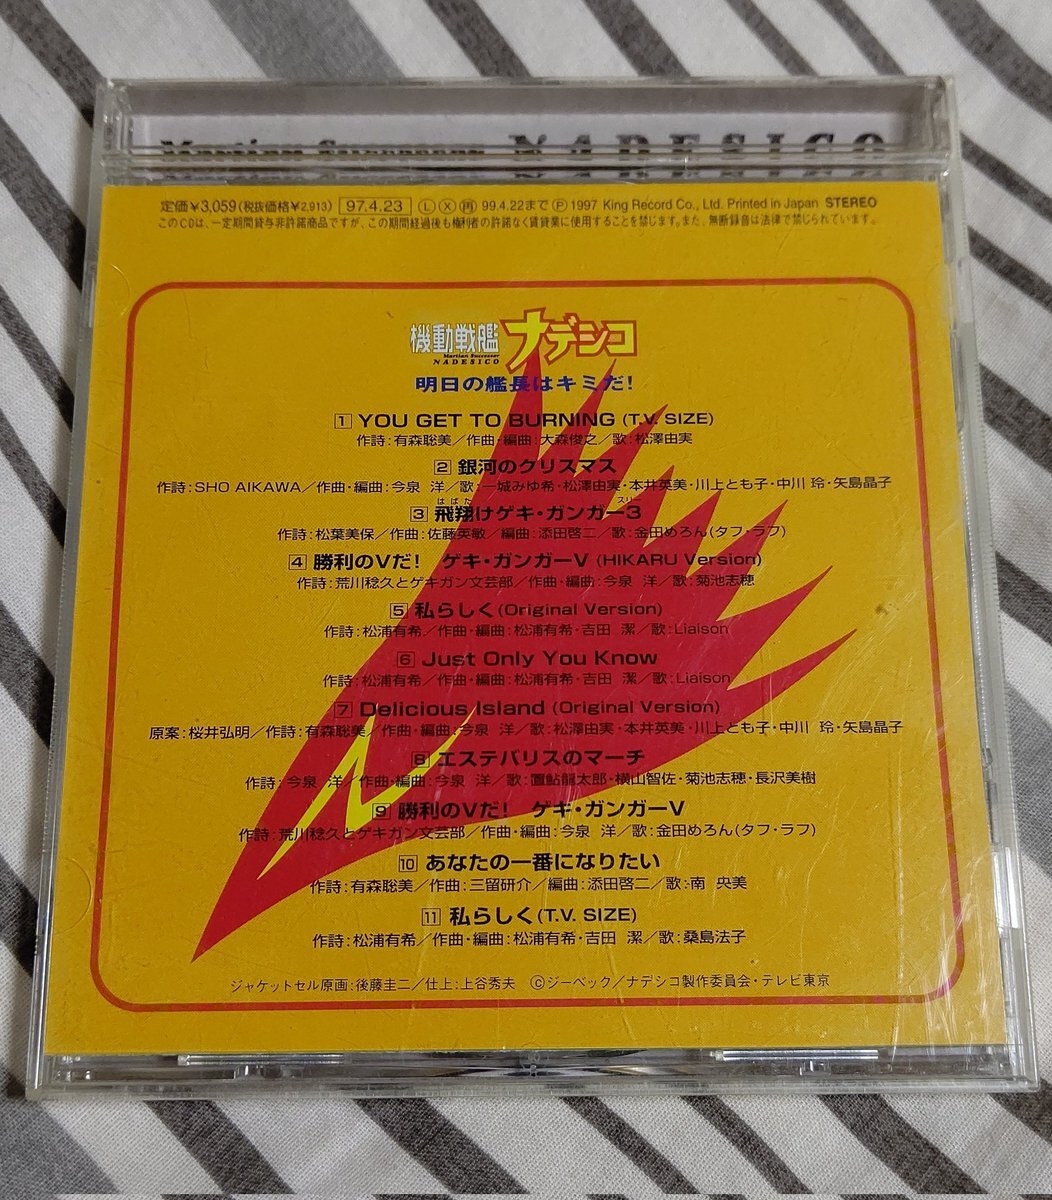 Martian Successor NADESICO
定価¥3,059(税抜価格¥2,913) 97.4.23 Ⓛ Ⓧ ㊐ 99.4.22まで Ⓟ 1997 King Record Co., Ltd. Printed in Japan STEREO
このCDは、一定期間貸与非許諾商品ですが、この期間経過後も権利者の許諾なく賃貸業に使用することを禁じます。また、無断録音は法律で禁じられています。
機動戦艦ナデシコ
Martian Successor
NADESICO
明日の艦長はキミだ!
1 YOU GET TO BURNING (T.V. SIZE)
作詩:有森聡美/作曲・編曲:大森俊之/歌:松澤由実
2 銀河のクリスマス
作詩:SHO AIKAWA/作曲・編曲:今泉 洋/歌:一城みゆ希・松澤由実・本井英美・川上とも子・中川 玲・矢島晶子
はばた スリー
3 飛翔けゲキ・ガンガー3
作詩:松葉美保/作曲:佐藤英敏/編曲:添田啓二/歌:金田めろん(タフ・ラフ)
4 勝利のVだ! ゲキ・ガンガーV (HIKARU Version)
作詩:荒川稔久とゲキガン文芸部/作曲・編曲:今泉 洋/歌:菊池志穂
5 私らしく(Original Version)
作詩:松浦有希/作曲・編曲:松浦有希・吉田 潔/歌:Liaison
6 Just Only You Know
作詩:松浦有希/作曲・編曲:松浦有希・吉田 潔/歌:Liaison
7 Delicious Island (Original Version)
原案:桜井弘明/作詩:有森聡美/作曲・編曲:今泉 洋/歌:松澤由実・本井英美・川上とも子・中川 玲・矢島晶子
8 エステバリスのマーチ
作詩:今泉 洋/作曲・編曲:今泉 洋/歌:置鮎龍太郎・横山智佐・菊池志穂・長沢美樹
9 勝利のVだ! ゲキ・ガンガーV
作詩:荒川稔久とゲキガン文芸部/作曲・編曲:今泉 洋/歌:金田めろん(タフ・ラフ)
10 あなたの一番になりたい
作詩:有森聡美/作曲:三留研介/編曲:添田啓二/歌:南 央美
11 私らしく(T.V. SIZE)
作詩:松浦有希/作曲・編曲:松浦有希・吉田 潔/歌:桑島法子
ジャケットセル原画:後藤圭二/仕上:上谷秀夫 Ⓒジーベック/ナデシコ製作委員会・テレビ東京